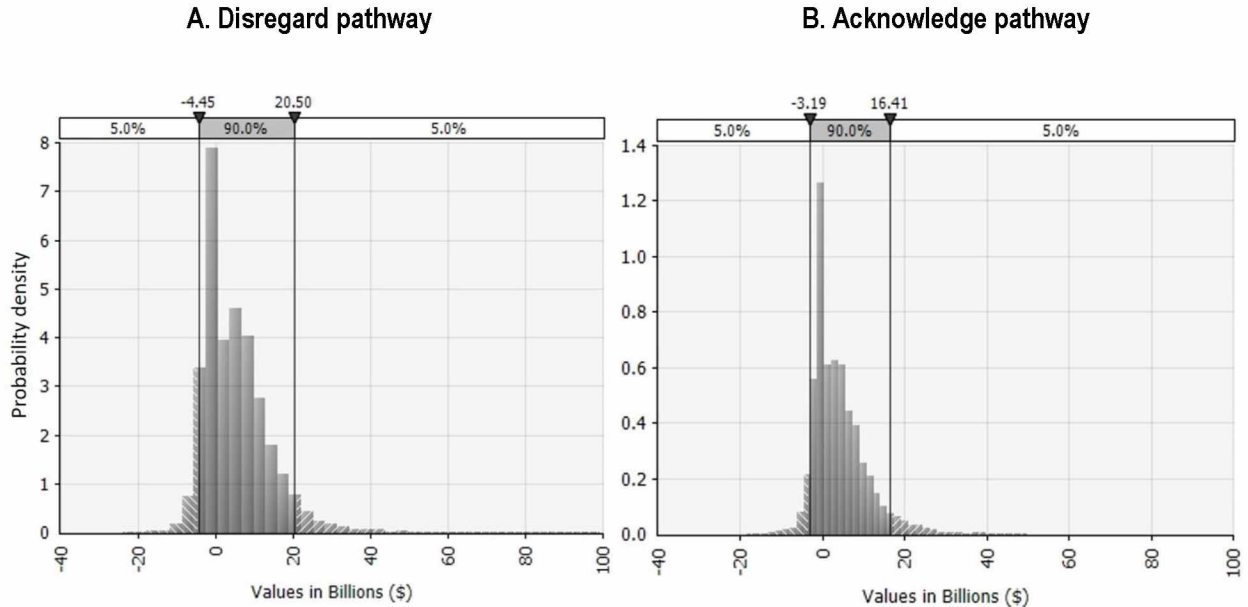 A. Disregard pathway
-4.45 20.50
5.0% 90.0% 5.0%
8
7
6
5
4
3
2
1
0
Probability density
-40 -20 0 20 40 60 80 100
Values in Billions ($)
B. Acknowledge pathway
-3.19 16.41
5.0% 90.0% 5.0%
1.4
1.2
1.0
0.8
0.6
0.4
0.2
0.0
-40 -20 0 20 40 60 80 100
Values in Billions ($)